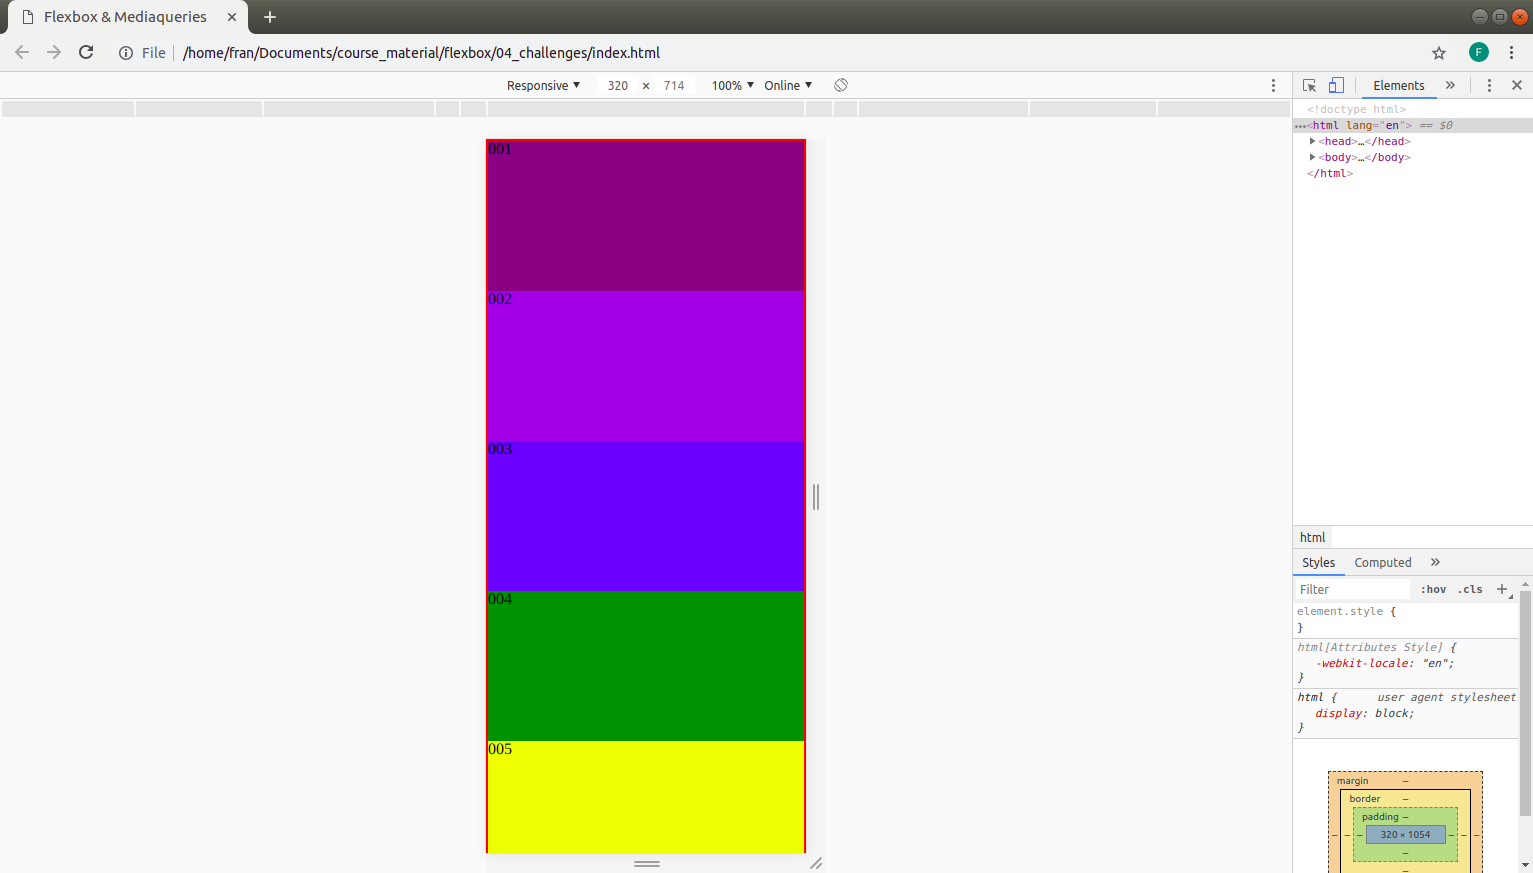 Flexbox & Mediaqueries
File
/home/fran/Documents/course_material/flexbox/04_challenges/index.html
F
Responsive ▼ 320 × 714 100% ▼ Online ▼
Elements »
<!doctype html>
…<html lang="en"> == $0
▶<head>…</head>
▶<body>…</body>
</html>
001
002
003
004
005
html
Styles Computed »
Filter :hov .cls +
element.style {
}
html[Attributes Style] {
-webkit-locale: "en";
}
html { user agent stylesheet
display: block;
}
margin –
border –
padding –
– – – 320 × 1054 – – –
–
–